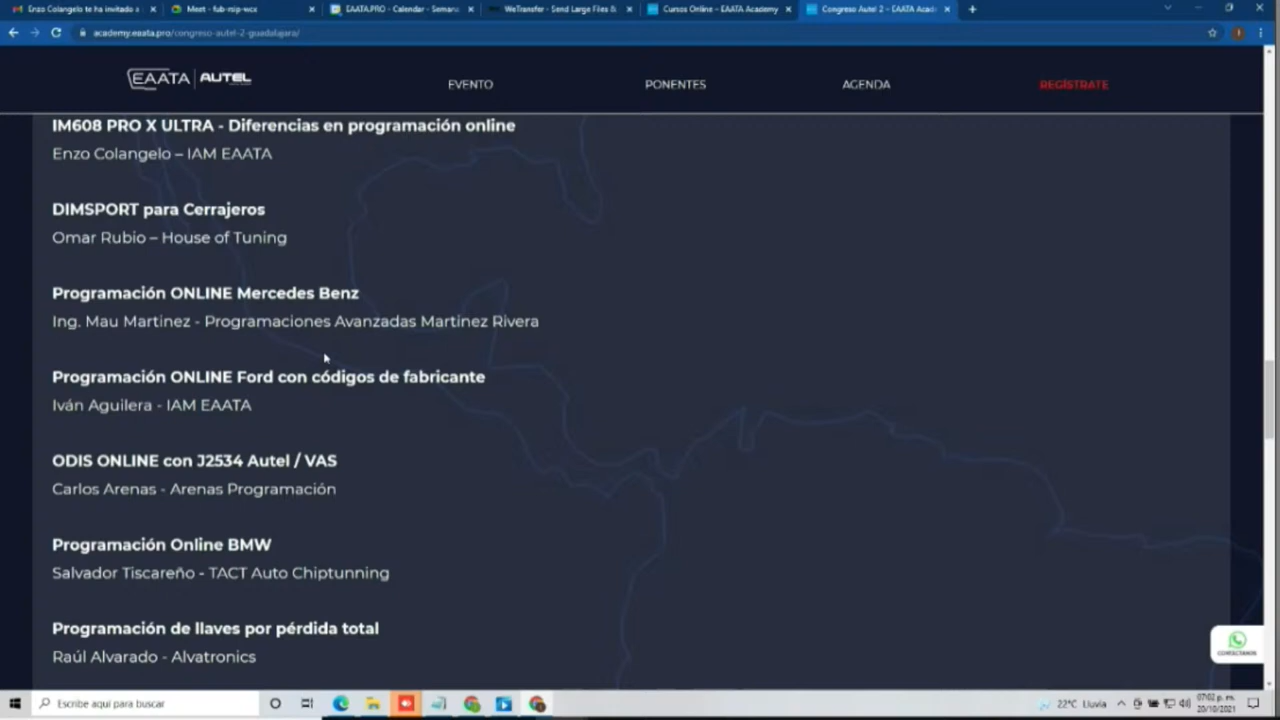 Enzo Colangelo te ha invitado a
Meet - fub-rsip-wcx
EAATA.PRO - Calendar - Semana
WeTransfer - Send Large Files &
Cursos Online – EAATA Academy
Congreso Autel 2 – EAATA Acad
academy.eaata.pro/congreso-autel-2-guadalajara/
EAATA AUTEL
EVENTO
PONENTES
AGENDA
REGÍSTRATE
IM608 PRO X ULTRA - Diferencias en programación online
Enzo Colangelo – IAM EAATA
DIMSPORT para Cerrajeros
Omar Rubio – House of Tuning
Programación ONLINE Mercedes Benz
Ing. Mau Martinez - Programaciones Avanzadas Martínez Rivera
Programación ONLINE Ford con códigos de fabricante
Iván Aguilera - IAM EAATA
ODIS ONLINE con J2534 Autel / VAS
Carlos Arenas - Arenas Programación
Programación Online BMW
Salvador Tiscareño - TACT Auto Chiptunning
Programación de llaves por pérdida total
Raúl Alvarado - Alvatronics
CONTÁCTANOS
Escribe aquí para buscar
22°C Lluvia
07:02 p. m.
20/10/2021